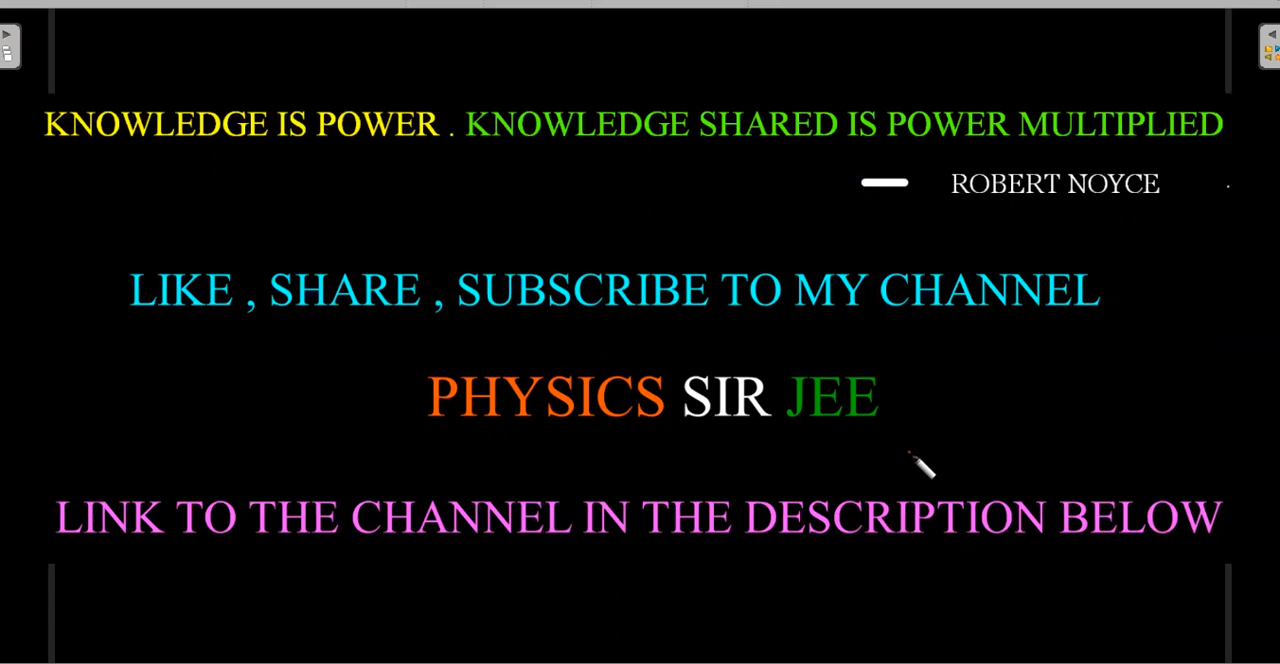 KNOWLEDGE IS POWER . KNOWLEDGE SHARED IS POWER MULTIPLIED
— ROBERT NOYCE .
LIKE , SHARE , SUBSCRIBE TO MY CHANNEL
PHYSICS SIR JEE
LINK TO THE CHANNEL IN THE DESCRIPTION BELOW